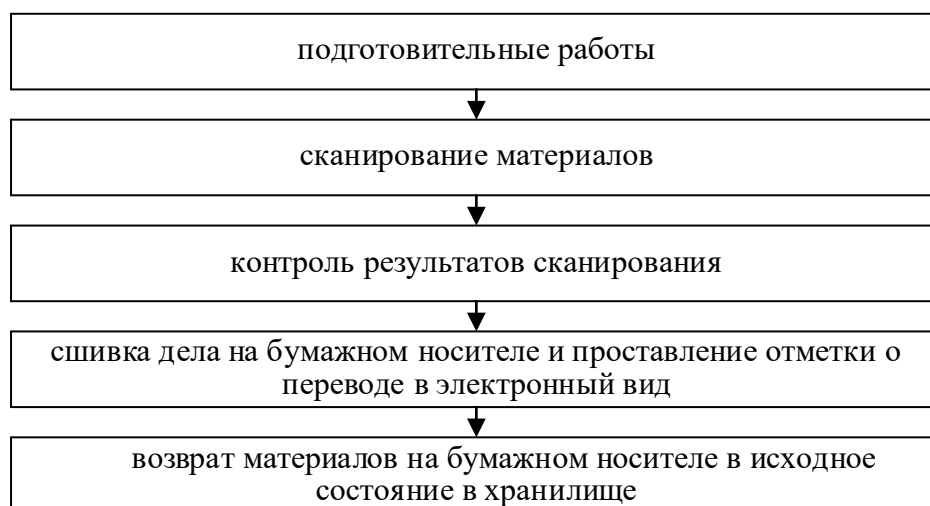 подготовительные работы
сканирование материалов
контроль результатов сканирования
сшивка дела на бумажном носителе и проставление отметки о
переводе в электронный вид
возврат материалов на бумажном носителе в исходное
состояние в хранилище